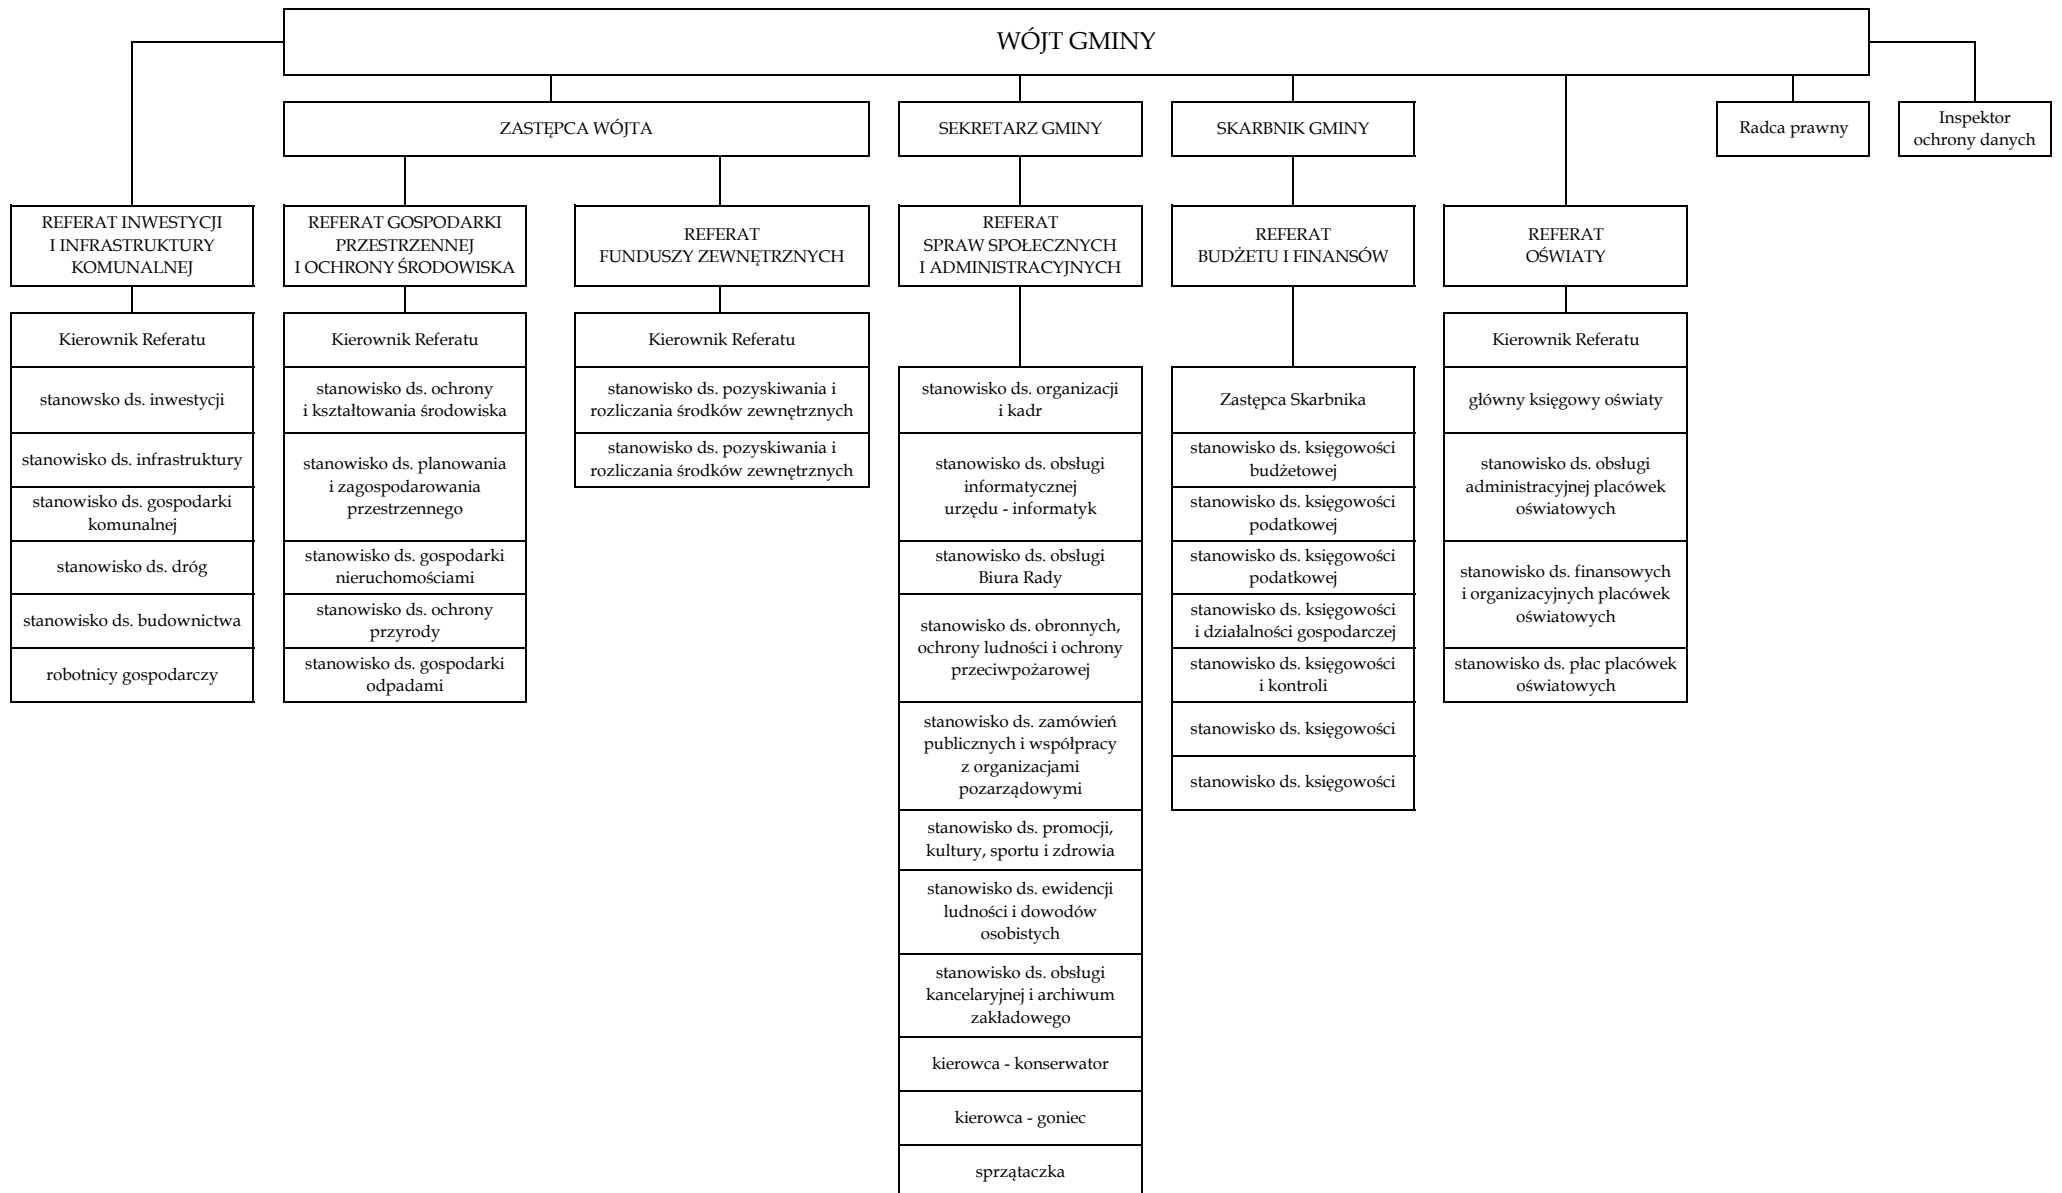 WÓJT GMINY
ZASTĘPCA WÓJTA
SEKRETARZ GMINY
SKARBNIK GMINY
Radca prawny
Inspektor
ochrony danych
REFERAT INWESTYCJI
I INFRASTRUKTURY
KOMUNALNEJ
REFERAT GOSPODARKI
PRZESTRZENNEJ
I OCHRONY ŚRODOWISKA
REFERAT
FUNDUSZY ZEWNĘTRZNYCH
REFERAT
SPRAW SPOŁECZNYCH
I ADMINISTRACYJNYCH
REFERAT
BUDŻETU I FINANSÓW
REFERAT
OŚWIATY
Kierownik Referatu
stanowsko ds. inwestycji
stanowisko ds. infrastruktury
stanowisko ds. gospodarki
komunalnej
stanowisko ds. dróg
stanowisko ds. budownictwa
robotnicy gospodarczy
Kierownik Referatu
stanowisko ds. ochrony
i kształtowania środowiska
stanowisko ds. planowania
i zagospodarowania
przestrzennego
stanowisko ds. gospodarki
nieruchomościami
stanowisko ds. ochrony
przyrody
stanowisko ds. gospodarki
odpadami
Kierownik Referatu
stanowisko ds. pozyskiwania i
rozliczania środków zewnętrznych
stanowisko ds. pozyskiwania i
rozliczania środków zewnętrznych
stanowisko ds. organizacji
i kadr
stanowisko ds. obsługi
informatycznej
urzędu - informatyk
stanowisko ds. obsługi
Biura Rady
stanowisko ds. obronnych,
ochrony ludności i ochrony
przeciwpożarowej
stanowisko ds. zamówień
publicznych i współpracy
z organizacjami
pozarządowymi
stanowisko ds. promocji,
kultury, sportu i zdrowia
stanowisko ds. ewidencji
ludności i dowodów
osobistych
stanowisko ds. obsługi
kancelaryjnej i archiwum
zakładowego
kierowca - konserwator
kierowca - goniec
sprzątaczka
Zastępca Skarbnika
stanowisko ds. księgowości
budżetowej
stanowisko ds. księgowości
podatkowej
stanowisko ds. księgowości
podatkowej
stanowisko ds. księgowości
i działalności gospodarczej
stanowisko ds. księgowości
i kontroli
stanowisko ds. księgowości
stanowisko ds. księgowości
Kierownik Referatu
główny księgowy oświaty
stanowisko ds. obsługi
administracyjnej placówek
oświatowych
stanowisko ds. finansowych
i organizacyjnych placówek
oświatowych
stanowisko ds. płac placówek
oświatowych